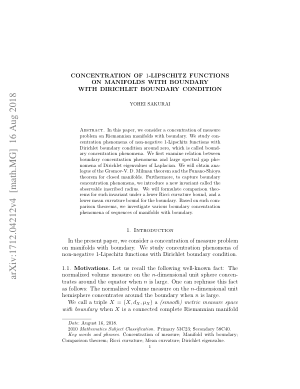 CONCENTRATION OF 1-LIPSCHITZ FUNCTIONS
ON MANIFOLDS WITH BOUNDARY
WITH DIRICHLET BOUNDARY CONDITION
YOHEI SAKURAI
Abstract. In this paper, we consider a concentration of measure
problem on Riemannian manifolds with boundary. We study con-
centration phenomena of non-negative 1-Lipschitz functions with
Dirichlet boundary condition around zero, which is called bound-
ary concentration phenomena. We first examine relation between
boundary concentration phenomena and large spectral gap phe-
nomena of Dirichlet eigenvalues of Laplacian. We will obtain ana-
logue of the Gromov-V. D. Milman theorem and the Funano-Shioya
theorem for closed manifolds. Furthermore, to capture boundary
concentration phenomena, we introduce a new invariant called the
observable inscribed radius. We will formulate comparison theo-
rems for such invariant under a lower Ricci curvature bound, and a
lower mean curvature bound for the boundary. Based on such com-
parison theorems, we investigate various boundary concentration
phenomena of sequences of manifolds with boundary.
1. Introduction
In the present paper, we consider a concentration of measure problem
on manifolds with boundary. We study concentration phenomena of
non-negative 1-Lipschitz functions with Dirichlet boundary condition.
1.1. Motivations. Let us recall the following well-known fact: The
normalized volume measure on the n-dimensional unit sphere concen-
trates around the equator when n is large. One can rephrase this fact
as follows: The normalized volume measure on the n-dimensional unit
hemisphere concentrates around the boundary when n is large.
We call a triple X = (X, d_X, μ_X) a (smooth) metric measure space
with boundary when X is a connected complete Riemannian manifold
Date: August 16, 2018.
2010 Mathematics Subject Classification. Primary 53C23; Secondary 58C40.
Key words and phrases. Concentration of measure; Manifold with boundary;
Comparison theorem; Ricci curvature; Mean curvature; Dirichlet eigenvalue.
1
arXiv:1712.04212v4 [math.MG] 16 Aug 2018